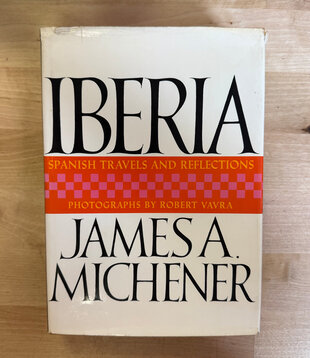 IBERIA
SPANISH TRAVELS AND REFLECTIONS
PHOTOGRAPHS BY ROBERT VAVRA
JAMES A.
MICHENER